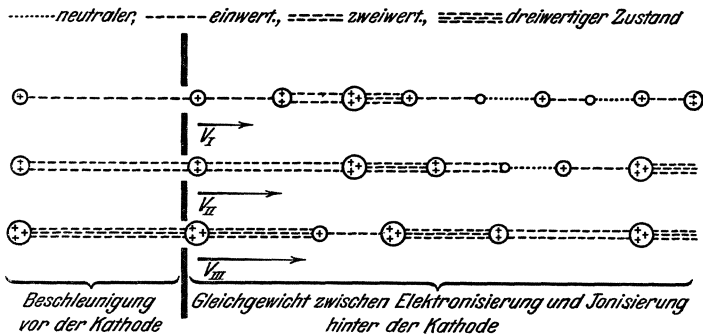 neutraler, einwert., zweiwert., dreiwertiger Zustand
V_I
V_II
V_III
Beschleunigung vor der Kathode
Gleichgewicht zwischen Elektronisierung und Jonisierung hinter der Kathode